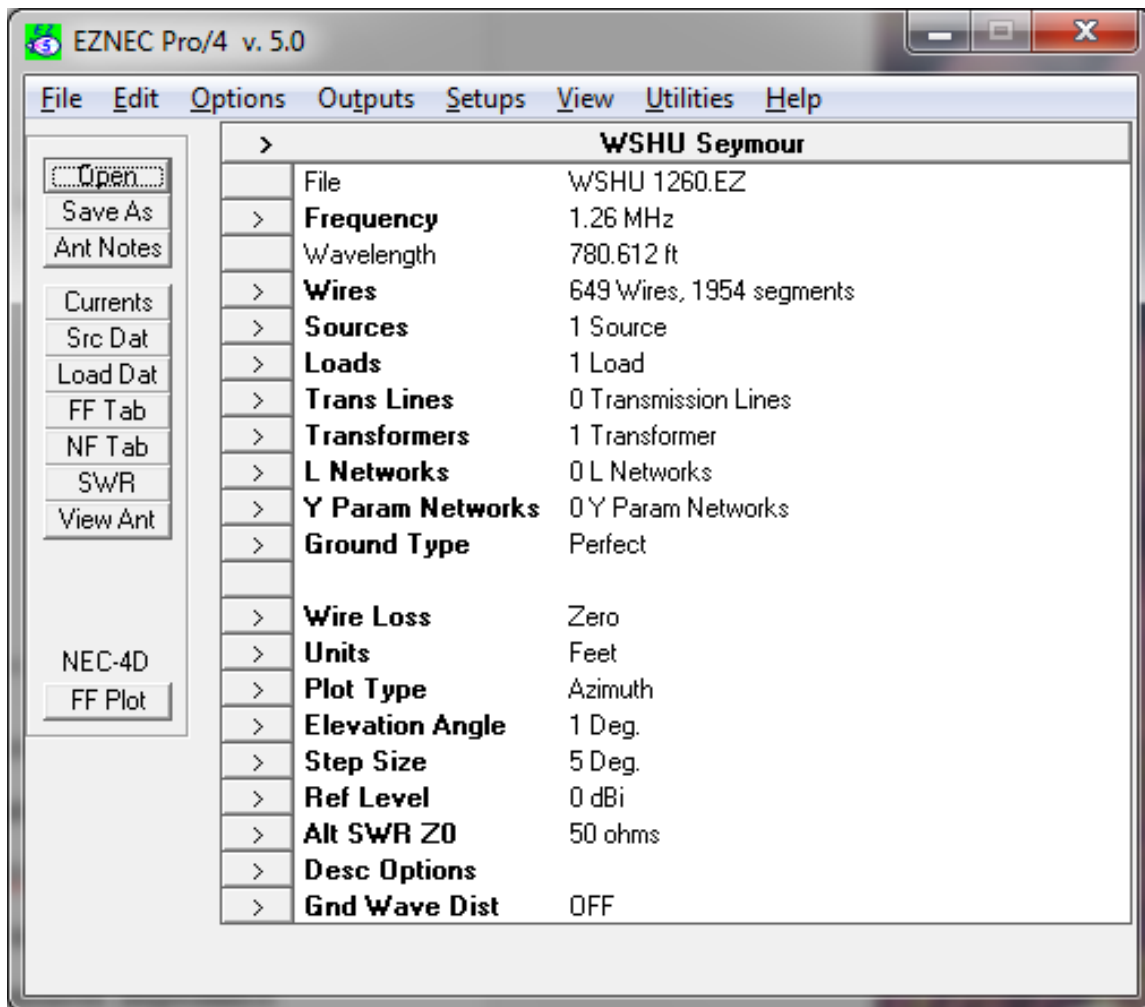 EZNEC Pro/4 v. 5.0
File Edit Options Outputs Setups View Utilities Help
Open
Save As
Ant Notes
Currents
Src Dat
Load Dat
FF Tab
NF Tab
SWR
View Ant
NEC-4D
FF Plot
> WSHU Seymour
File WSHU 1260.EZ
> Frequency 1.26 MHz
Wavelength 780.612 ft
> Wires 649 Wires, 1954 segments
> Sources 1 Source
> Loads 1 Load
> Trans Lines 0 Transmission Lines
> Transformers 1 Transformer
> L Networks 0 L Networks
> Y Param Networks 0 Y Param Networks
> Ground Type Perfect
> Wire Loss Zero
> Units Feet
> Plot Type Azimuth
> Elevation Angle 1 Deg.
> Step Size 5 Deg.
> Ref Level 0 dBi
> Alt SWR Z0 50 ohms
> Desc Options
> Gnd Wave Dist OFF